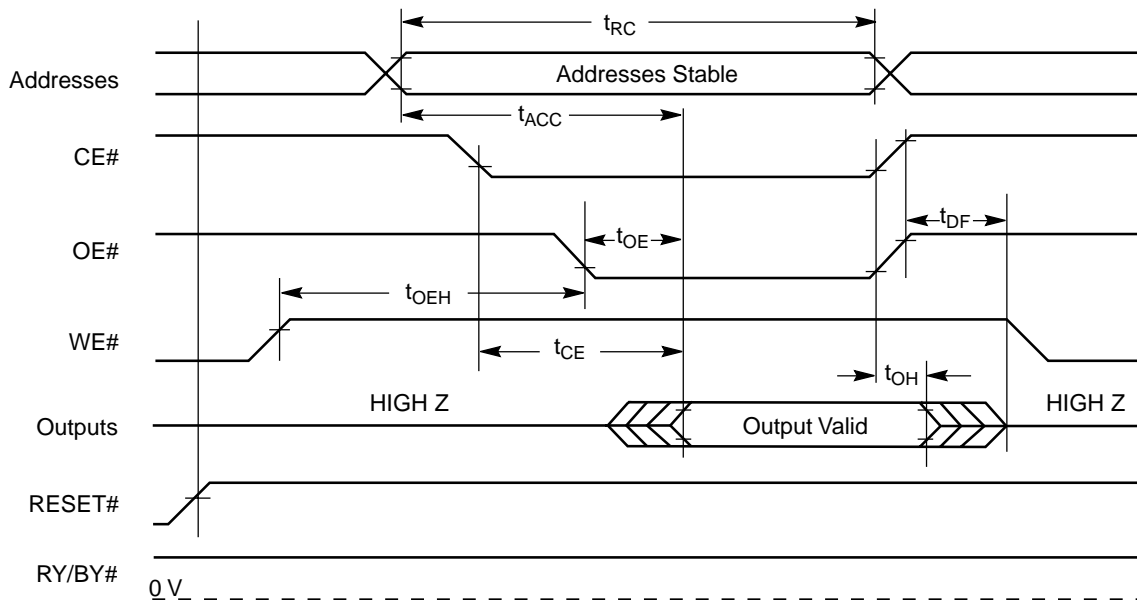 tRC
Addresses
Addresses Stable
tACC
CE#
tDF
OE#
tOE
tOEH
WE#
tCE
tOH
HIGH Z
HIGH Z
Outputs
Output Valid
RESET#
RY/BY#
0 V